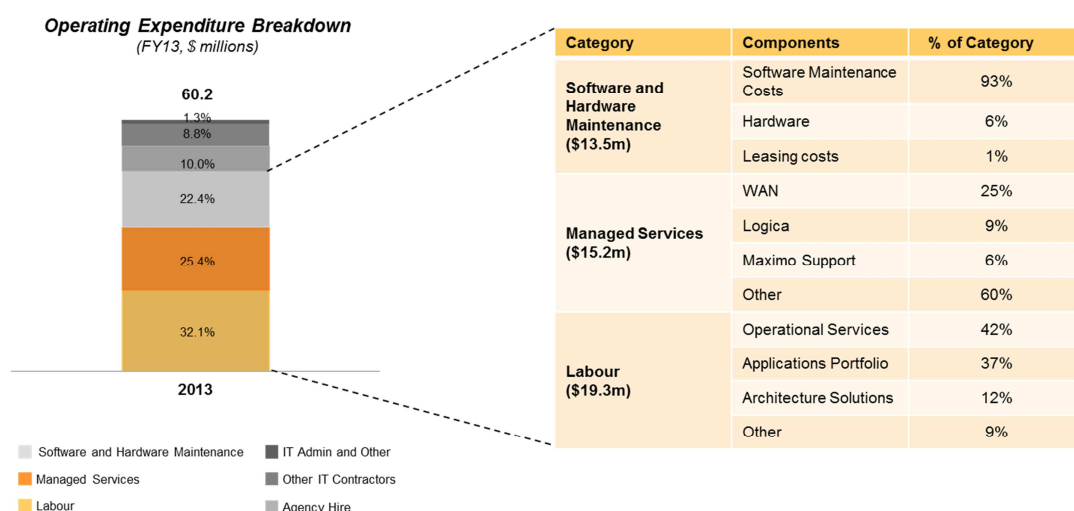 Operating Expenditure Breakdown
(FY13, $ millions)
60.2
1.3%
8.8%
10.0%
22.4%
25.4%
32.1%
2013
Software and Hardware Maintenance
IT Admin and Other
Managed Services
Other IT Contractors
Labour
Agency Hire
Category Components % of Category
Software and
Hardware
Maintenance
($13.5m)
Software Maintenance
Costs
93%
Hardware 6%
Leasing costs 1%
Managed Services
($15.2m)
WAN 25%
Logica 9%
Maximo Support 6%
Other 60%
Labour
($19.3m)
Operational Services 42%
Applications Portfolio 37%
Architecture Solutions 12%
Other 9%